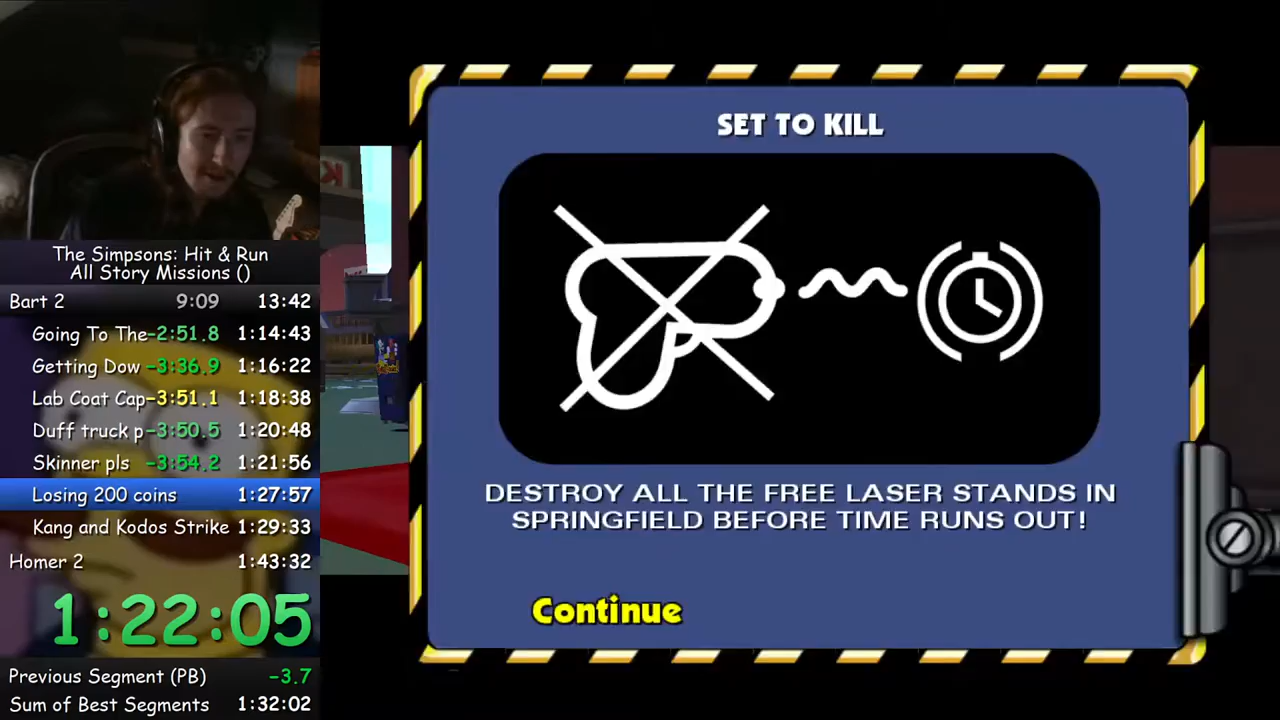 The Simpsons: Hit & Run
All Story Missions ()
Bart 2 9:09 13:42
Going To The -2:51.8 1:14:43
Getting Dow -3:36.9 1:16:22
Lab Coat Cap -3:51.1 1:18:38
Duff truck p -3:50.5 1:20:48
Skinner pls -3:54.2 1:21:56
Losing 200 coins 1:27:57
Kang and Kodos Strike 1:29:33
Homer 2 1:43:32
1:22:05
Previous Segment (PB) -3.7
Sum of Best Segments 1:32:02
SET TO KILL
DESTROY ALL THE FREE LASER STANDS IN
SPRINGFIELD BEFORE TIME RUNS OUT!
Continue